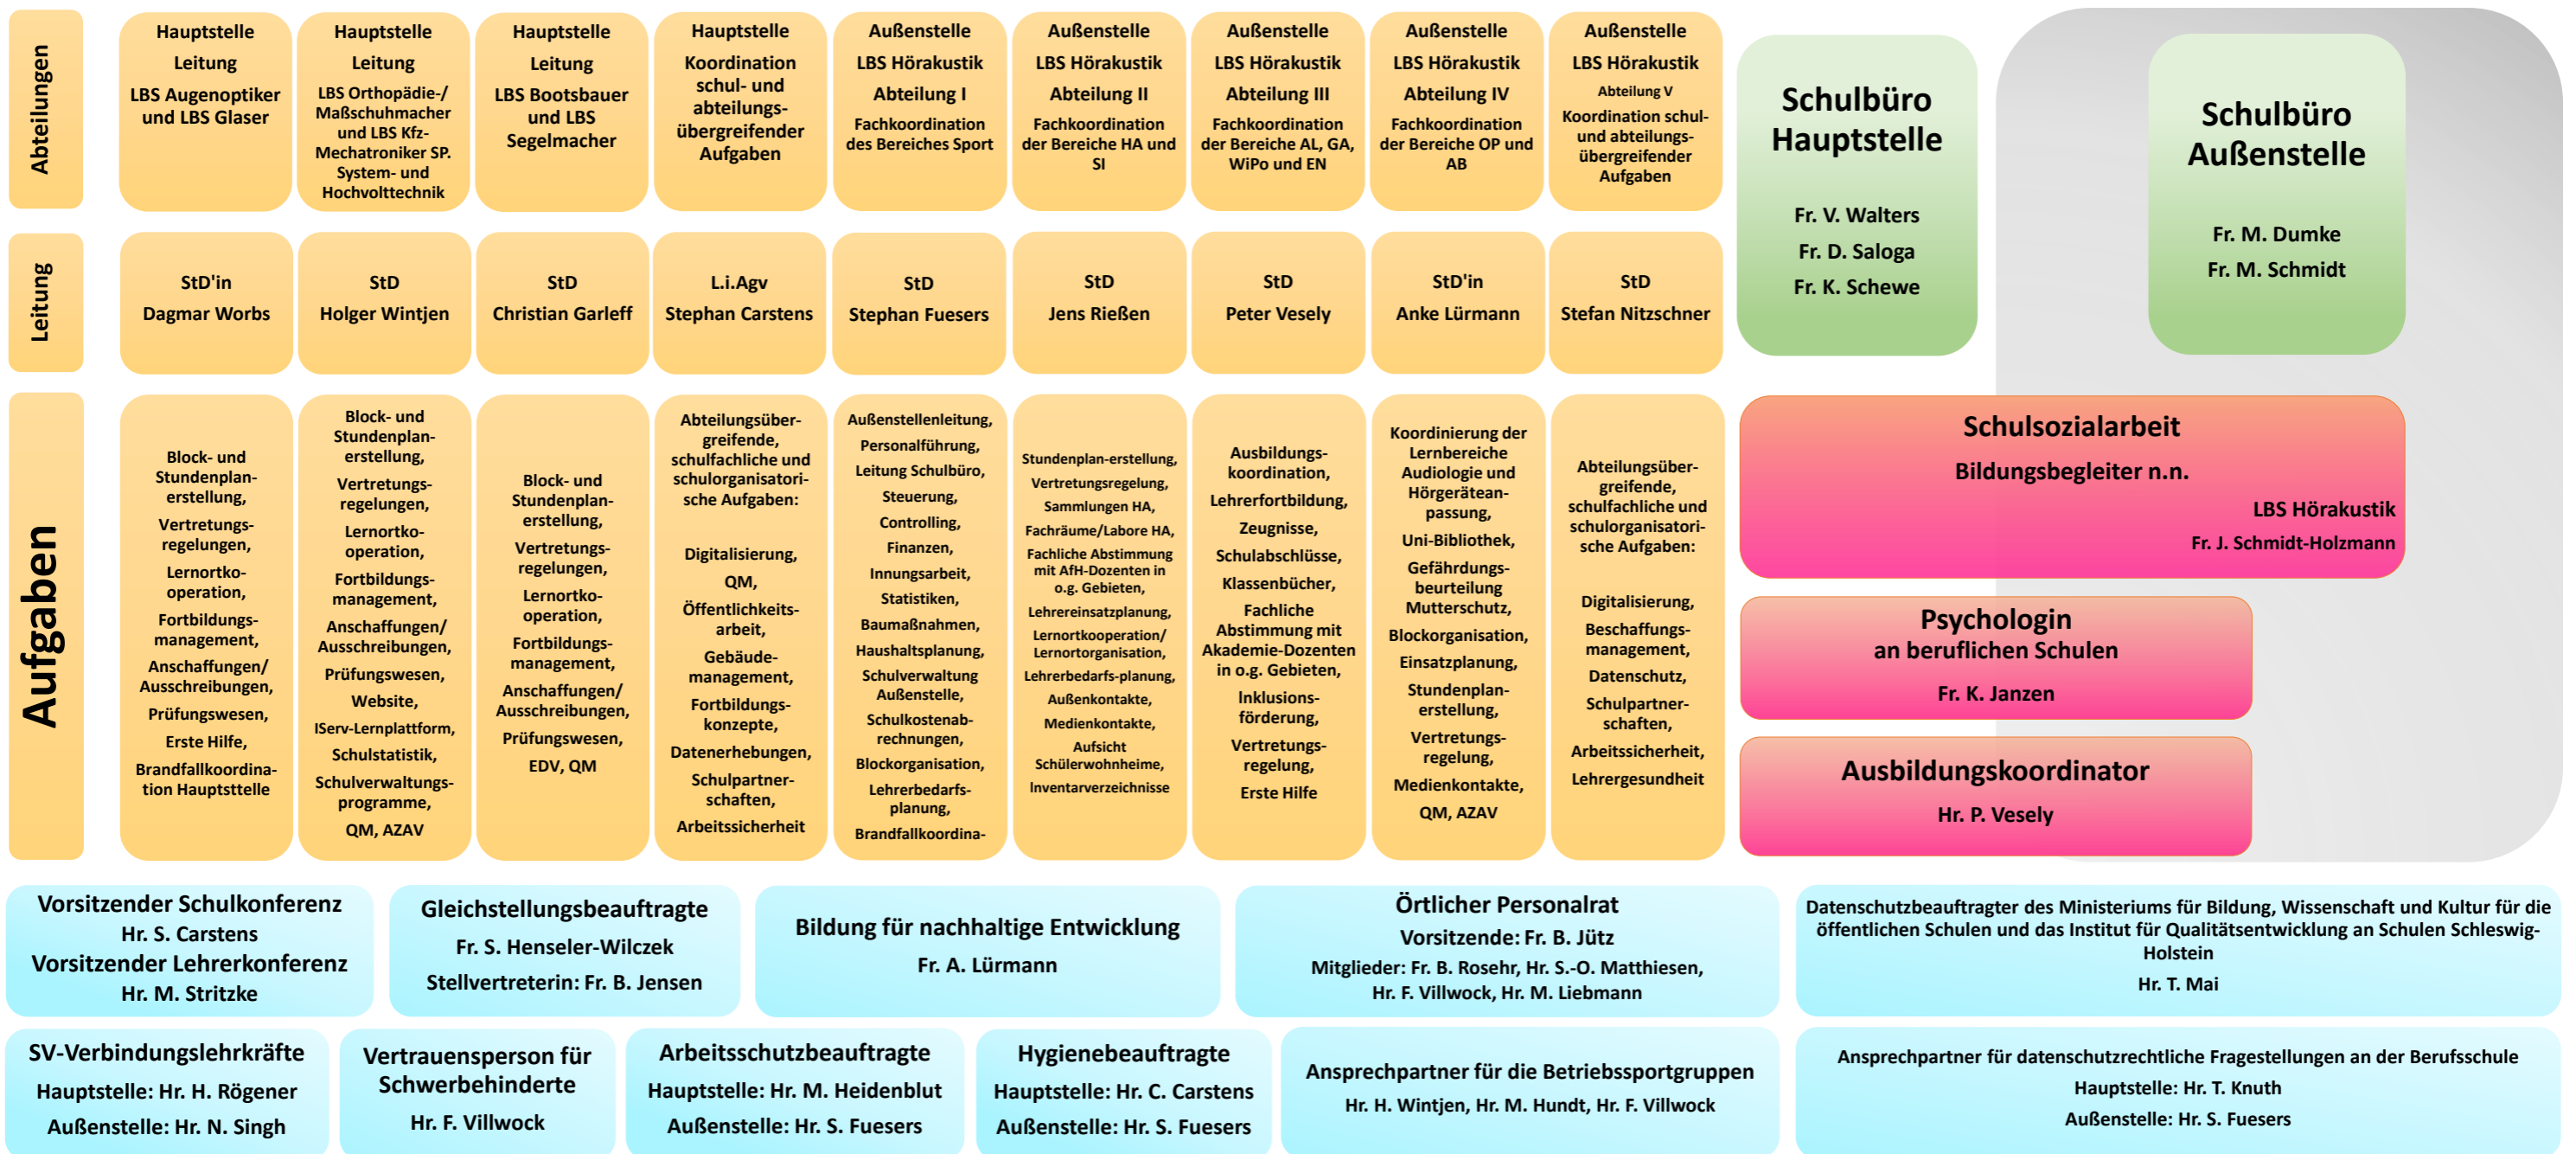 Abteilungen
Hauptstelle
Leitung
LBS Augenoptiker
und LBS Glaser
Hauptstelle
Leitung
LBS Orthopädie-/
Maßschuhmacher
und LBS Kfz-
Mechatroniker SP.
System- und
Hochvolttechnik
Hauptstelle
Leitung
LBS Bootsbauer
und LBS
Segelmacher
Hauptstelle
Koordination
schul- und
abteilungs-
übergreifender
Aufgaben
Außenstelle
LBS Hörakustik
Abteilung I
Fachkoordination
des Bereiches Sport
Außenstelle
LBS Hörakustik
Abteilung II
Fachkoordination
der Bereiche HA und
SI
Außenstelle
LBS Hörakustik
Abteilung III
Fachkoordination
der Bereiche AL, GA,
WiPo und EN
Außenstelle
LBS Hörakustik
Abteilung IV
Fachkoordination
der Bereiche OP und
AB
Außenstelle
LBS Hörakustik
Abteilung V
Koordination schul-
und abteilungs-
übergreifender
Aufgaben
Leitung
StD'in
Dagmar Worbs
StD
Holger Wintjen
StD
Christian Garleff
L.i.Agv
Stephan Carstens
StD
Stephan Fuesers
StD
Jens Rießen
StD
Peter Vesely
StD'in
Anke Lürmann
StD
Stefan Nitzschner
Aufgaben
Block- und
Stundenplan-
erstellung,
Vertretungs-
regelungen,
Lernortko-
operation,
Fortbildungs-
management,
Anschaffungen/
Ausschreibungen,
Prüfungswesen,
Erste Hilfe,
Brandfallkoordina-
tion Hauptsttelle
Block- und
Stundenplan-
erstellung,
Vertretungs-
regelungen,
Lernortko-
operation,
Fortbildungs-
management,
Anschaffungen/
Ausschreibungen,
Prüfungswesen,
Website,
IServ-Lernplattform,
Schulstatistik,
Schulverwaltungs-
programme,
QM, AZAV
Block- und
Stundenplan-
erstellung,
Vertretungs-
regelungen,
Lernortko-
operation,
Fortbildungs-
management,
Anschaffungen/
Ausschreibungen,
Prüfungswesen,
EDV, QM
Abteilungsüber-
greifende,
schulfachliche und
schulorganisatori-
sche Aufgaben:
Digitalisierung,
QM,
Öffentlichkeits-
arbeit,
Gebäude-
management,
Fortbildungs-
konzepte,
Datenerhebungen,
Schulpartner-
schaften,
Arbeitssicherheit
Außenstellenleitung,
Personalführung,
Leitung Schulbüro,
Steuerung,
Controlling,
Finanzen,
Innungsarbeit,
Statistiken,
Baumaßnahmen,
Haushaltsplanung,
Schulverwaltung
Außenstelle,
Schulkostenab-
rechnungen,
Blockorganisation,
Lehrerbedarfs-
planung,
Brandfallkoordina-
Stundenplan-erstellung,
Vertretungsregelung,
Sammlungen HA,
Fachräume/Labore HA,
Fachliche Abstimmung
mit AfH-Dozenten in
o.g. Gebieten,
Lehrereinsatzplanung,
Lernortkooperation/
Lernortorganisation,
Lehrerbedarfs-planung,
Außenkontakte,
Medienkontakte,
Aufsicht
Schülerwohnheime,
Inventarverzeichnisse
Ausbildungs-
koordination,
Lehrerfortbildung,
Zeugnisse,
Schulabschlüsse,
Klassenbücher,
Fachliche
Abstimmung mit
Akademie-Dozenten
in o.g. Gebieten,
Inklusions-
förderung,
Vertretungs-
regelung,
Erste Hilfe
Koordinierung der
Lernbereiche
Audiologie und
Hörgerätean-
passung,
Uni-Bibliothek,
Gefährdungs-
beurteilung
Mutterschutz,
Blockorganisation,
Einsatzplanung,
Stundenplan-
erstellung,
Vertretungs-
regelung,
Medienkontakte,
QM, AZAV
Abteilungsüber-
greifende,
schulfachliche und
schulorganisatori-
sche Aufgaben:
Digitalisierung,
Beschaffungs-
management,
Datenschutz,
Schulpartner-
schaften,
Arbeitssicherheit,
Lehrergesundheit
Schulbüro
Hauptstelle
Fr. V. Walters
Fr. D. Saloga
Fr. K. Schewe
Schulbüro
Außenstelle
Fr. M. Dumke
Fr. M. Schmidt
Schulsozialarbeit
Bildungsbegleiter n.n.
LBS Hörakustik
Fr. J. Schmidt-Holzmann
Psychologin
an beruflichen Schulen
Fr. K. Janzen
Ausbildungskoordinator
Hr. P. Vesely
Vorsitzender Schulkonferenz
Hr. S. Carstens
Vorsitzender Lehrerkonferenz
Hr. M. Stritzke
Gleichstellungsbeauftragte
Fr. S. Henseler-Wilczek
Stellvertreterin: Fr. B. Jensen
Bildung für nachhaltige Entwicklung
Fr. A. Lürmann
Örtlicher Personalrat
Vorsitzende: Fr. B. Jütz
Mitglieder: Fr. B. Rosehr, Hr. S.-O. Matthiesen,
Hr. F. Villwock, Hr. M. Liebmann
Datenschutzbeauftragter des Ministeriums für Bildung, Wissenschaft und Kultur für die
öffentlichen Schulen und das Institut für Qualitätsentwicklung an Schulen Schleswig-
Holstein
Hr. T. Mai
SV-Verbindungslehrkräfte
Hauptstelle: Hr. H. Rögener
Außenstelle: Hr. N. Singh
Vertrauensperson für
Schwerbehinderte
Hr. F. Villwock
Arbeitsschutzbeauftragte
Hauptstelle: Hr. M. Heidenblut
Außenstelle: Hr. S. Fuesers
Hygienebeauftragte
Hauptstelle: Hr. C. Carstens
Außenstelle: Hr. S. Fuesers
Ansprechpartner für die Betriebssportgruppen
Hr. H. Wintjen, Hr. M. Hundt, Hr. F. Villwock
Ansprechpartner für datenschutzrechtliche Fragestellungen an der Berufsschule
Hauptstelle: Hr. T. Knuth
Außenstelle: Hr. S. Fuesers